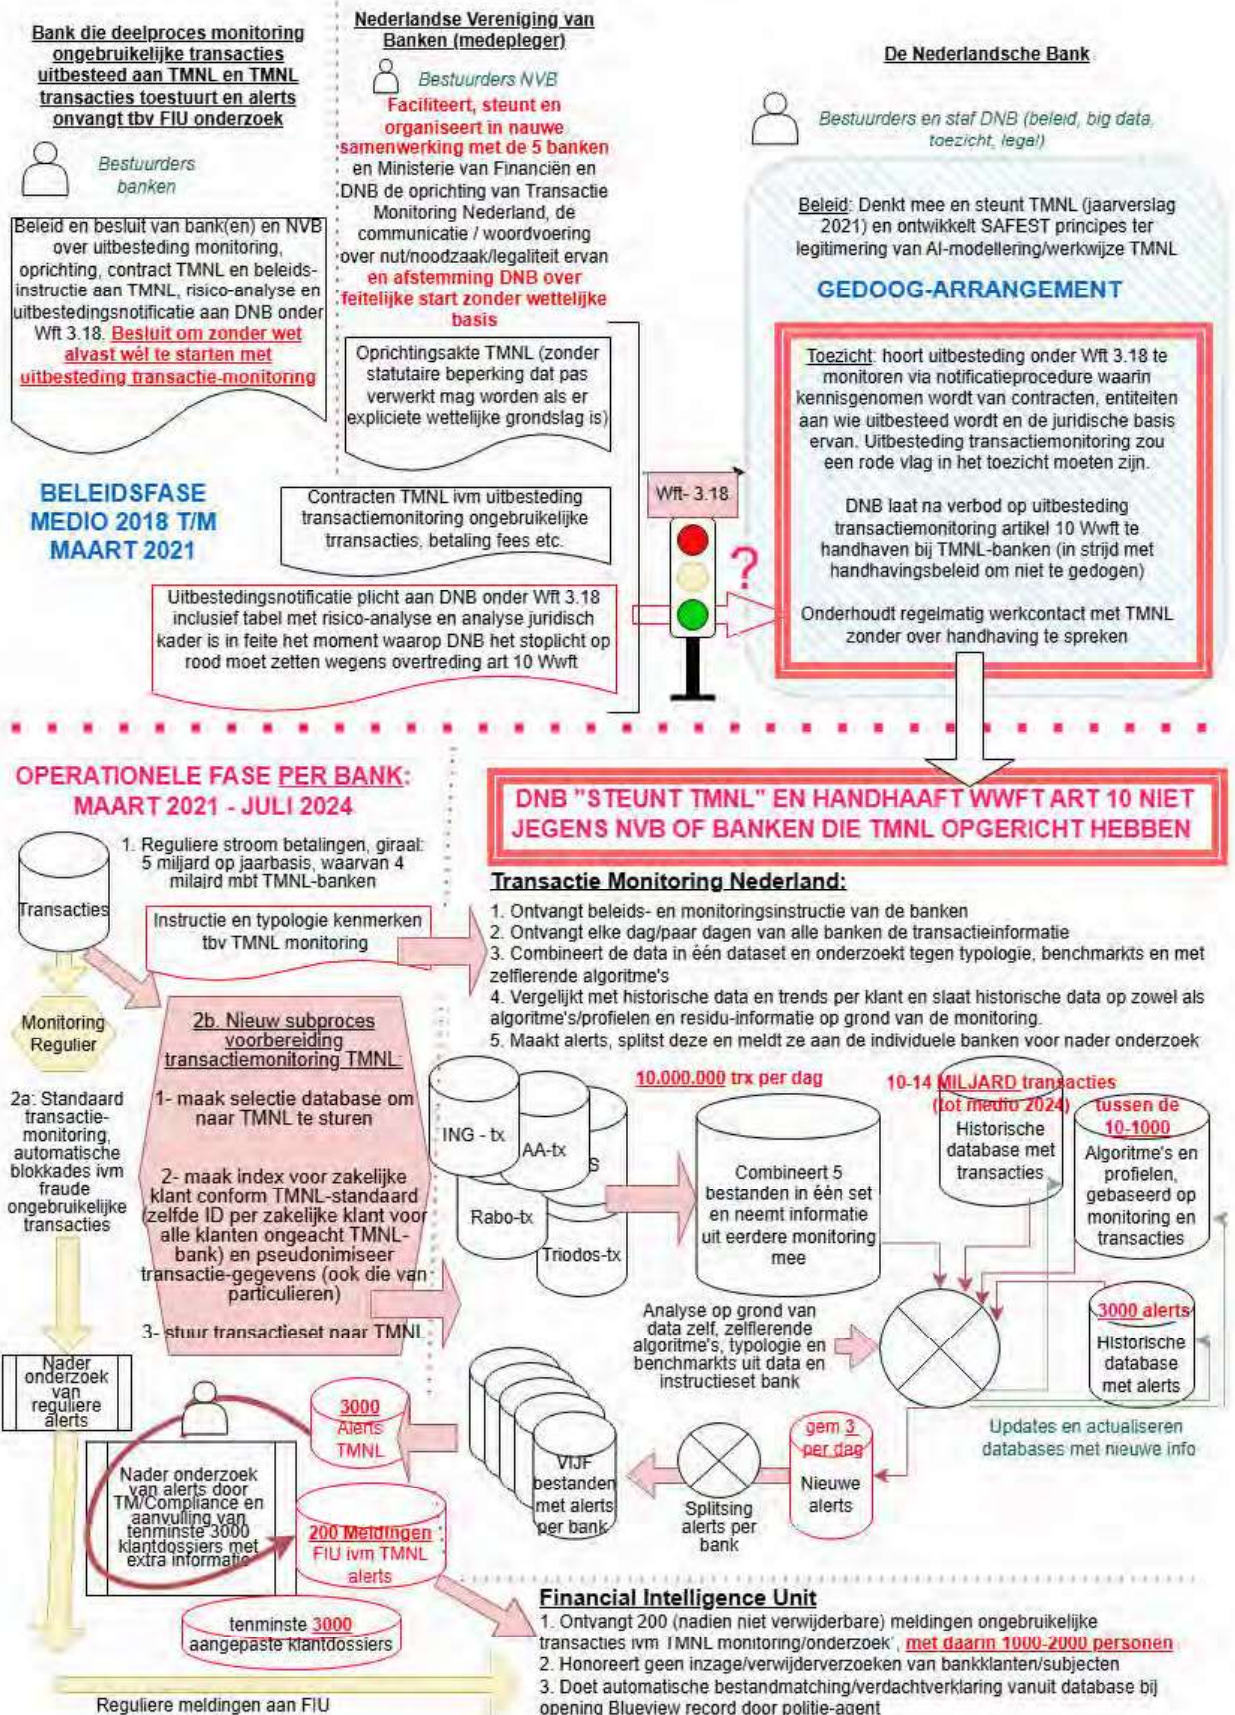 Bank die deelproces monitoring
ongebruikelijke transacties
uitbesteed aan TMNL en TMNL
transacties toestuurt en alerts
onvangt tbv FIU onderzoek
Bestuurders
banken
Beleid en besluit van bank(en) en NVB
over uitbesteding monitoring,
oprichting, contract TMNL en beleids-
instructie aan TMNL, risico-analyse en
uitbestedingsnotificatie aan DNB onder
Wft 3.18. Besluit om zonder wet
alvast wél te starten met
uitbesteding transactie-monitoring
BELEIDSFASE
MEDIO 2018 T/M
MAART 2021
Nederlandse Vereniging van
Banken (medepleger)
Bestuurders NVB
Faciliteert, steunt en
organiseert in nauwe
samenwerking met de 5 banken
en Ministerie van Financiën en
DNB de oprichting van Transactie
Monitoring Nederland, de
communicatie / woordvoering
over nut/noodzaak/legaliteit ervan
en afstemming DNB over
feitelijke start zonder wettelijke
basis
Oprichtingsakte TMNL (zonder
statutaire beperking dat pas
verwerkt mag worden als er
expliciete wettelijke grondslag is)
Contracten TMNL ivm uitbesteding
transactiemonitoring ongebruikelijke
trransacties, betaling fees etc.
Uitbestedingsnotificatie plicht aan DNB onder Wft 3.18
inclusief tabel met risico-analyse en analyse juridisch
kader is in feite het moment waarop DNB het stoplicht op
rood moet zetten wegens overtreding art 10 Wwft
Wft- 3.18
?
De Nederlandsche Bank
Bestuurders en staf DNB (beleid, big data,
toezicht, legal)
Beleid: Denkt mee en steunt TMNL (jaarverslag
2021) en ontwikkelt SAFEST principes ter
legitimering van AI-modellering/werkwijze TMNL
GEDOOG-ARRANGEMENT
Toezicht: hoort uitbesteding onder Wft 3.18 te
monitoren via notificatieprocedure waarin
kennisgenomen wordt van contracten, entiteiten
aan wie uitbesteed wordt en de juridische basis
ervan. Uitbesteding transactiemonitoring zou
een rode vlag in het toezicht moeten zijn.
DNB laat na verbod op uitbesteding
transactiemonitoring artikel 10 Wwft te
handhaven bij TMNL-banken (in strijd met
handhavingsbeleid om niet te gedogen)
Onderhoudt regelmatig werkcontact met TMNL
zonder over handhaving te spreken
OPERATIONELE FASE PER BANK:
MAART 2021 - JULI 2024
DNB "STEUNT TMNL" EN HANDHAAFT WWFT ART 10 NIET
JEGENS NVB OF BANKEN DIE TMNL OPGERICHT HEBBEN
Transacties
1. Reguliere stroom betalingen, giraal:
5 miljard op jaarbasis, waarvan 4
milaird mbt TMNL-banken
Instructie en typologie kenmerken
tbv TMNL monitoring
Monitoring
Regulier
2a: Standaard
transactie-
monitoring,
automatische
blokkades ivm
fraude
ongebruikelijke
transacties
2b. Nieuw subproces
voorbereiding
transactiemonitoring TMNL:
1- maak selectie database om
naar TMNL te sturen
2- maak index voor zakelijke
klant conform TMNL-standaard
(zelfde ID per zakelijke klant voor
alle klanten ongeacht TMNL-
bank) en pseudonimiseer
transactie-gegevens (ook die van
particulieren)
3- stuur transactieset naar TMNL
Transactie Monitoring Nederland:
1. Ontvangt beleids- en monitoringsinstructie van de banken
2. Ontvangt elke dag/paar dagen van alle banken de transactieinformatie
3. Combineert de data in één dataset en onderzoekt tegen typologie, benchmarkts en met
zelflerende algoritme's
4. Vergelijkt met historische data en trends per klant en slaat historische data op zowel als
algoritme's/profielen en residu-informatie op grond van de monitoring.
5. Maakt alerts, splitst deze en meldt ze aan de individuele banken voor nader onderzoek
ING - tx
AA-tx
S
Rabo-tx
Triodos-tx
10.000.000 trx per dag
Combineert 5
bestanden in één set
en neemt informatie
uit eerdere monitoring
mee
10-14 MILJARD transacties
(tot medio 2024)
Historische
database met
transacties
tussen de
10-1000
Algoritme's en
profielen,
gebaseerd op
monitoring en
transacties
Analyse op grond van
data zelf, zelflerende
algoritme's, typologie en
benchmarkts uit data en
instructieset bank
3000 alerts
Historische
database
met alerts
Updates en actualiseren
databases met nieuwe info
gem 3
per dag
Nieuwe
alerts
Splitsing
alerts per
bank
VIJF
bestanden
met alerts
per bank
3000
Alerts
TMNL
Nader
onderzoek
van
reguliere
alerts
Nader onderzoek
van alerts door
TM/Compliance en
aanvulling van
tenminste 3000
klantdossiers met
extra informatie
200 Meldingen
FIU ivm TMNL
alerts
tenminste 3000
aangepaste klantdossiers
Reguliere meldingen aan FIU
Financial Intelligence Unit
1. Ontvangt 200 (nadien niet verwijderbare) meldingen ongebruikelijke
transacties ivm TMNL monitoring/onderzoek', met daarin 1000-2000 personen
2. Honoreert geen inzage/verwijderverzoeken van bankklanten/subjecten
3. Doet automatische bestandmatching/verdachtverklaring vanuit database bij
opening Blueview record door politie-agent